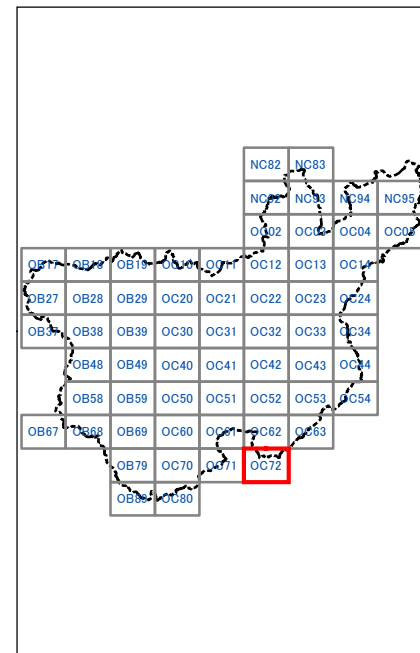 NC82 NC83
NC92 NC93 NC94 NC95
OC02 OC03 OC04 OC05
OB17 OB18 OB19 OC10 OC11 OC12 OC13 OC14
OB27 OB28 OB29 OC20 OC21 OC22 OC23 OC24
OB37 OB38 OB39 OC30 OC31 OC32 OC33 OC34
OB48 OB49 OC40 OC41 OC42 OC43 OC44
OB58 OB59 OC50 OC51 OC52 OC53 OC54
OB67 OB68 OB69 OC60 OC61 OC62 OC63
OB79 OC70 OC71 OC72
OB89 OC80